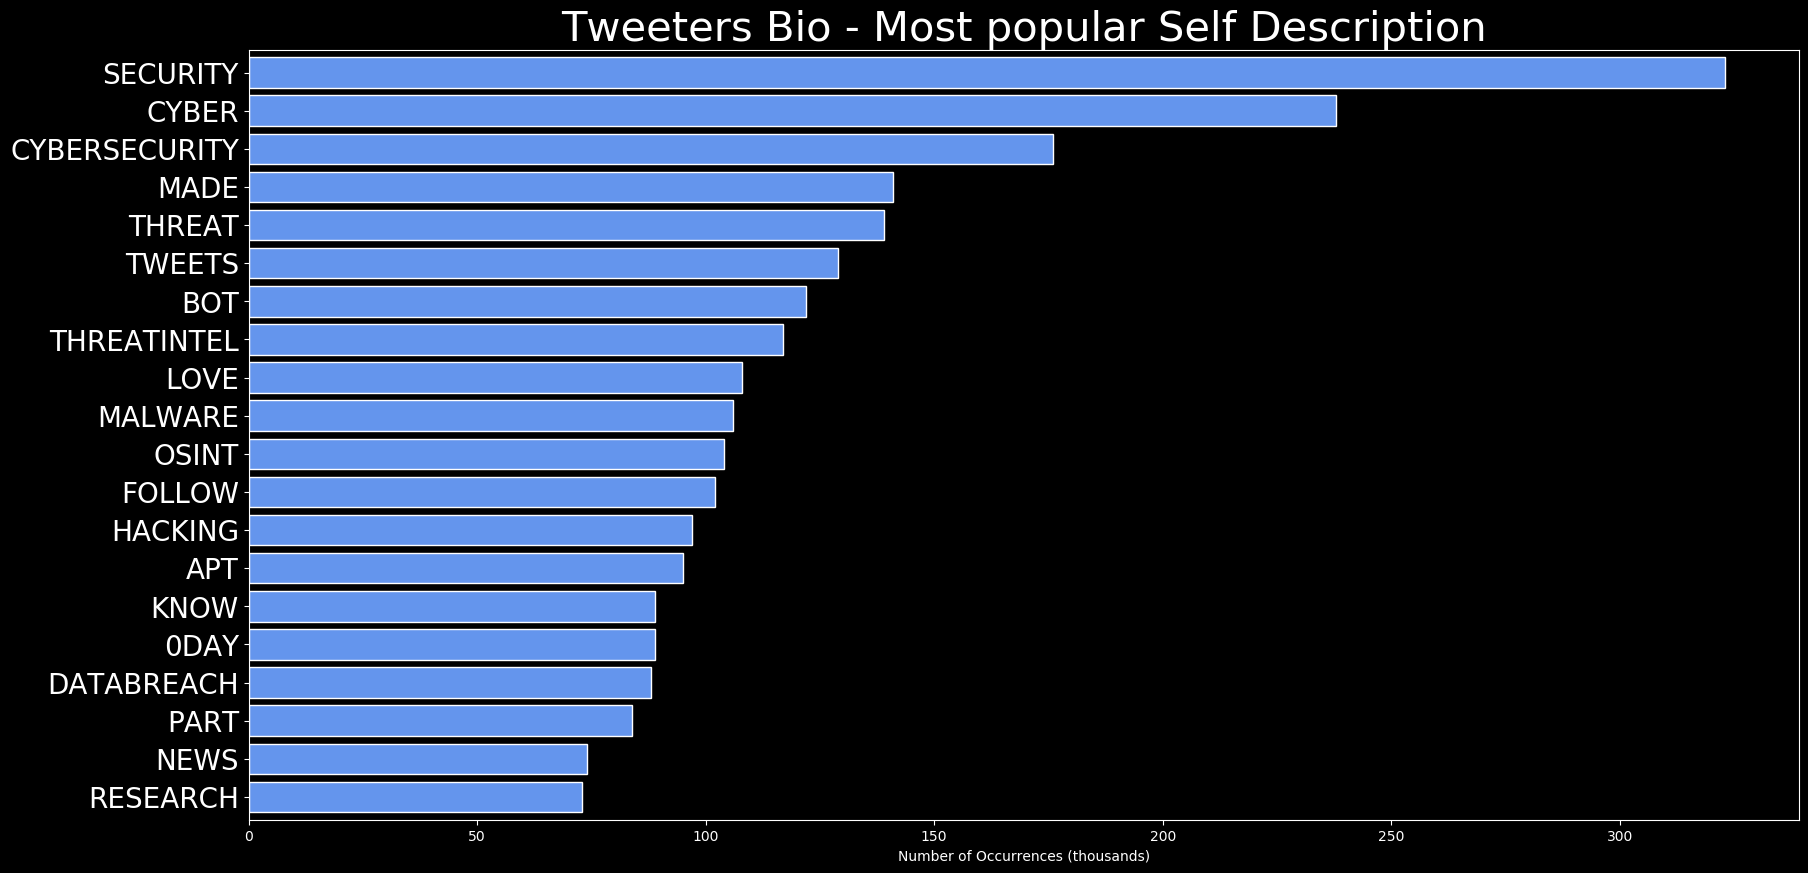 Tweeters Bio - Most popular Self Description
SECURITY
CYBER
CYBERSECURITY
MADE
THREAT
TWEETS
BOT
THREATINTEL
LOVE
MALWARE
OSINT
FOLLOW
HACKING
APT
KNOW
0DAY
DATABREACH
PART
NEWS
RESEARCH
0 50 100 150 200 250 300
Number of Occurrences (thousands)